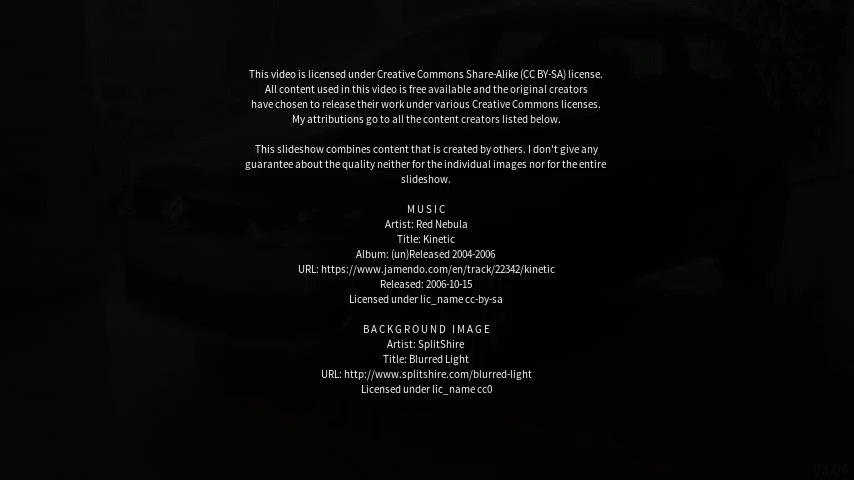 This video is licensed under Creative Commons Share-Alike (CC BY-SA) license.
All content used in this video is free available and the original creators
have chosen to release their work under various Creative Commons licenses.
My attributions go to all the content creators listed below.
This slideshow combines content that is created by others. I don't give any
guarantee about the quality neither for the individual images nor for the entire
slideshow.
MUSIC
Artist: Red Nebula
Title: Kinetic
Album: (un)Released 2004-2006
URL: https://www.jamendo.com/en/track/22342/kinetic
Released: 2006-10-15
Licensed under lic_name cc-by-sa
BACKGROUND IMAGE
Artist: SplitShire
Title: Blurred Light
URL: http://www.splitshire.com/blurred-light
Licensed under lic_name cc0
03.06